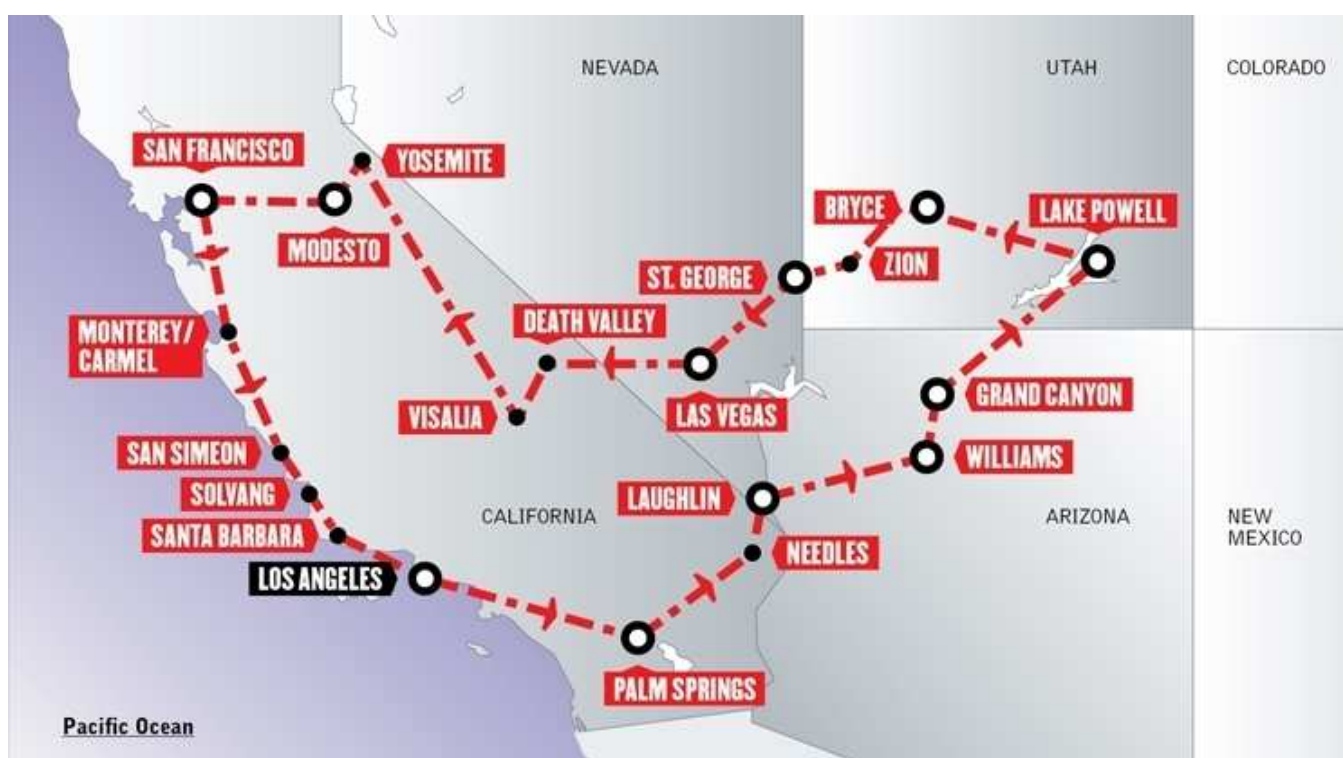 NEVADA
UTAH
COLORADO
SAN FRANCISCO
YOSEMITE
MODESTO
BRYCE
LAKE POWELL
ZION
ST. GEORGE
DEATH VALLEY
MONTEREY/
CARMEL
VISALIA
LAS VEGAS
GRAND CANYON
SAN SIMEON
WILLIAMS
SOLVANG
LAUGHLIN
CALIFORNIA
ARIZONA
NEW
MEXICO
SANTA BARBARA
NEEDLES
LOS ANGELES
PALM SPRINGS
Pacific Ocean